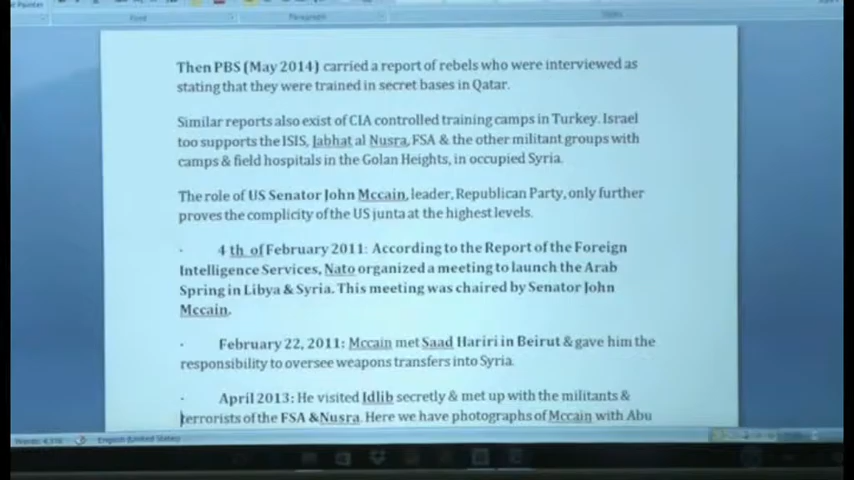 Then PBS (May 2014) carried a report of rebels who were interviewed as
stating that they were trained in secret bases in Qatar.
Similar reports also exist of CIA controlled training camps in Turkey. Israel
too supports the ISIS, Jabhat al Nusra, FSA & the other militant groups with
camps & field hospitals in the Golan Heights, in occupied Syria.
The role of US Senator John Mccain, leader, Republican Party, only further
proves the complicity of the US junta at the highest levels.
· 4 th of February 2011: According to the Report of the Foreign
Intelligence Services, Nato organized a meeting to launch the Arab
Spring in Libya & Syria. This meeting was chaired by Senator John
Mccain.
· February 22, 2011: Mccain met Saad Hariri in Beirut & gave him the
responsibility to oversee weapons transfers into Syria.
· April 2013: He visited Idlib secretly & met up with the militants &
terrorists of the FSA &Nusra. Here we have photographs of Mccain with Abu
English (United States)